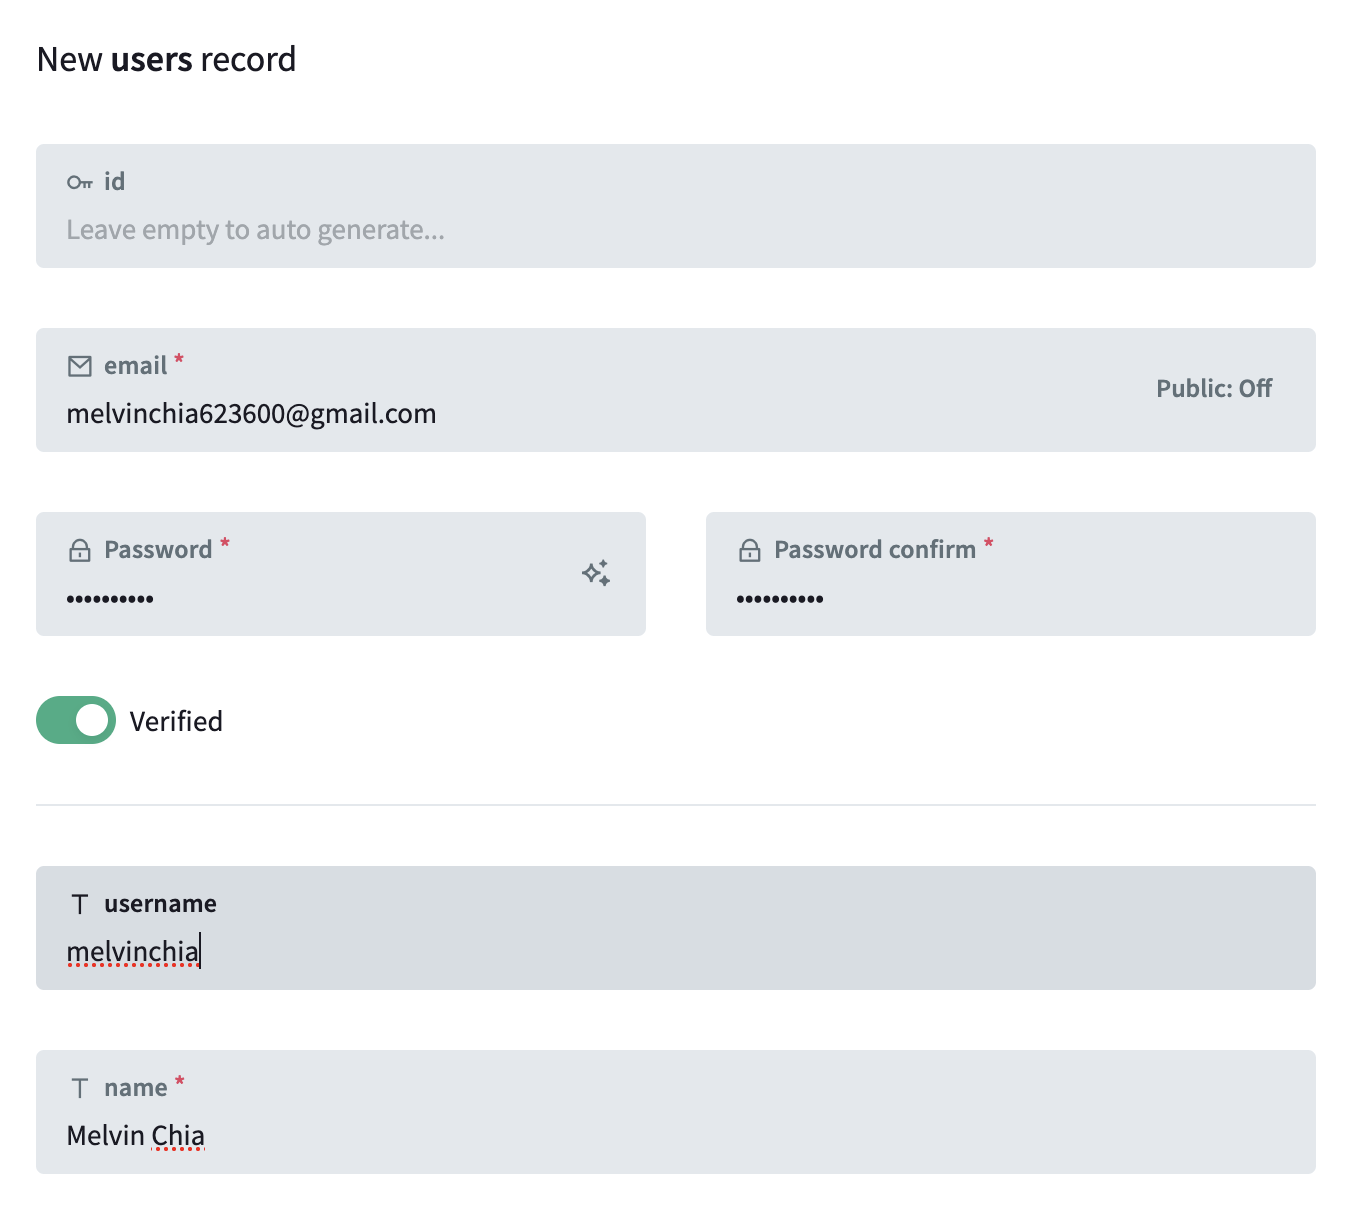 New users record
id
Leave empty to auto generate...
email *
melvinchia623600@gmail.com
Public: Off
Password *
••••••••••
Password confirm *
••••••••••
Verified
username
melvinchia
name *
Melvin Chia